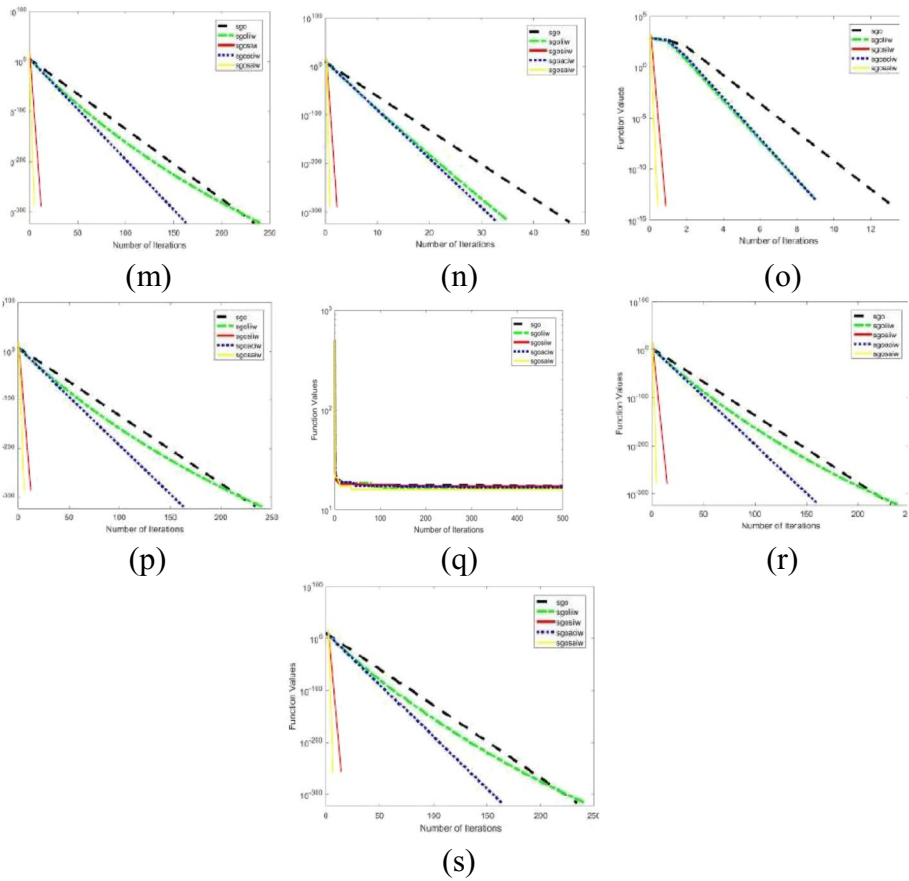 10^100
10^0
0^-100
0^-200
0^-300
0 50 100 150 200 250
Number of Iterations
sgo
sgoliw
sgosiw
sgoaciw
sgosaiw
(m)
10^100
10^0
10^-100
10^-200
10^-300
0 10 20 30 40 50
Number of Iterations
sgo
sgoliw
sgosiw
sgoaciw
sgosaiw
(n)
10^5
10^0
10^-5
10^-10
10^-15
Function Values
0 2 4 6 8 10 12
Number of Iterations
sgo
sgoliw
sgosiw
sgoaciw
sgosaiw
(o)
0 50 100 150 200 250
Number of Iterations
sgo
sgoliw
sgosiw
sgoaciw
sgosaiw
(p)
10^3
10^2
10^1
Function Values
0 100 200 300 400 500
Number of Iterations
sgo
sgoliw
sgosiw
sgoaciw
sgosaiw
(q)
10^100
10^0
10^-100
10^-200
10^-300
Function Values
0 50 100 150 200
Number of Iterations
sgo
sgoliw
sgosiw
sgoaciw
sgosaiw
(r)
10^100
10^0
10^-100
10^-200
10^-300
Function Values
0 50 100 150 200 250
Number of Iterations
sgo
sgoliw
sgosiw
sgoaciw
sgosaiw
(s)